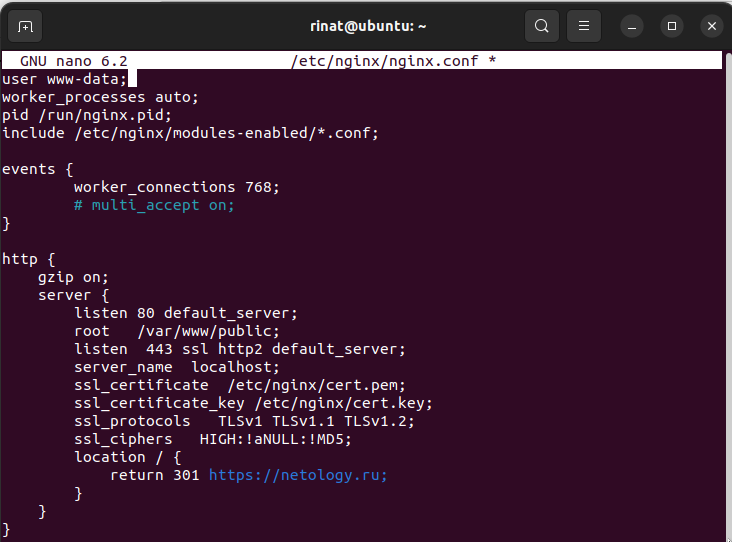 rinat@ubuntu: ~
GNU nano 6.2 /etc/nginx/nginx.conf *
user www-data;
worker_processes auto;
pid /run/nginx.pid;
include /etc/nginx/modules-enabled/*.conf;

events {
        worker_connections 768;
        # multi_accept on;
}

http {
    gzip on;
    server {
        listen 80 default_server;
        root   /var/www/public;
        listen  443 ssl http2 default_server;
        server_name  localhost;
        ssl_certificate  /etc/nginx/cert.pem;
        ssl_certificate_key /etc/nginx/cert.key;
        ssl_protocols   TLSv1 TLSv1.1 TLSv1.2;
        ssl_ciphers   HIGH:!aNULL:!MD5;
        location / {
            return 301 https://netology.ru;
        }
    }
}